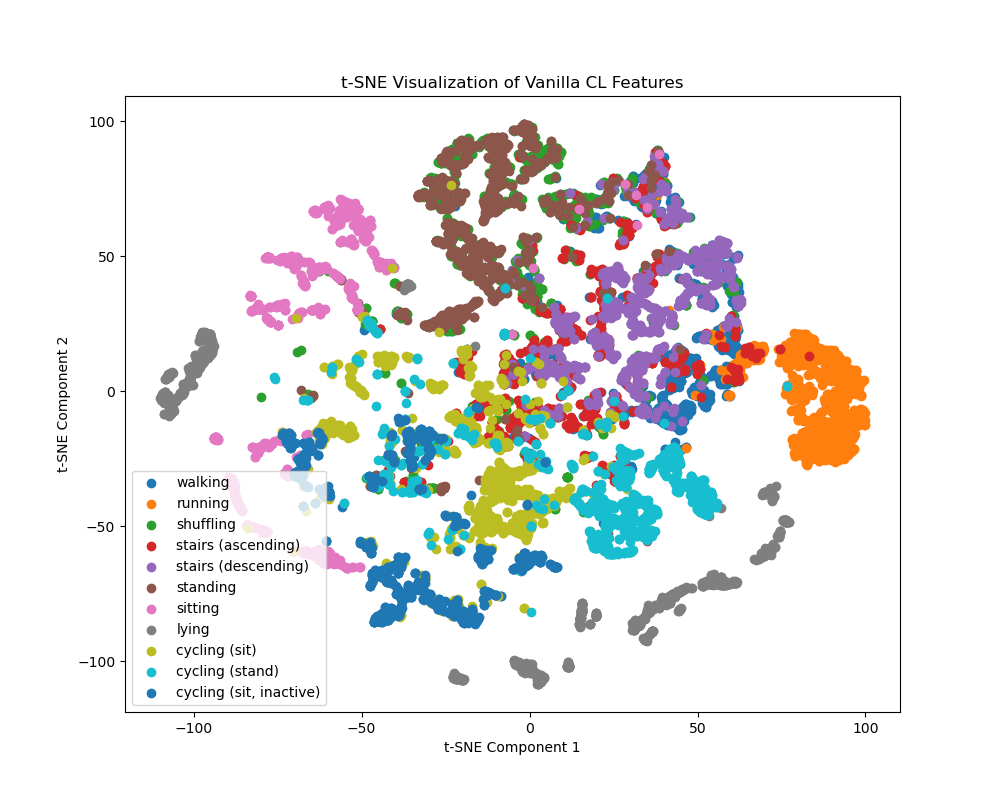 t-SNE Visualization of Vanilla CL Features
100
50
0
−50
−100
t-SNE Component 2
walking
running
shuffling
stairs (ascending)
stairs (descending)
standing
sitting
lying
cycling (sit)
cycling (stand)
cycling (sit, inactive)
−100
−50
0
50
100
t-SNE Component 1